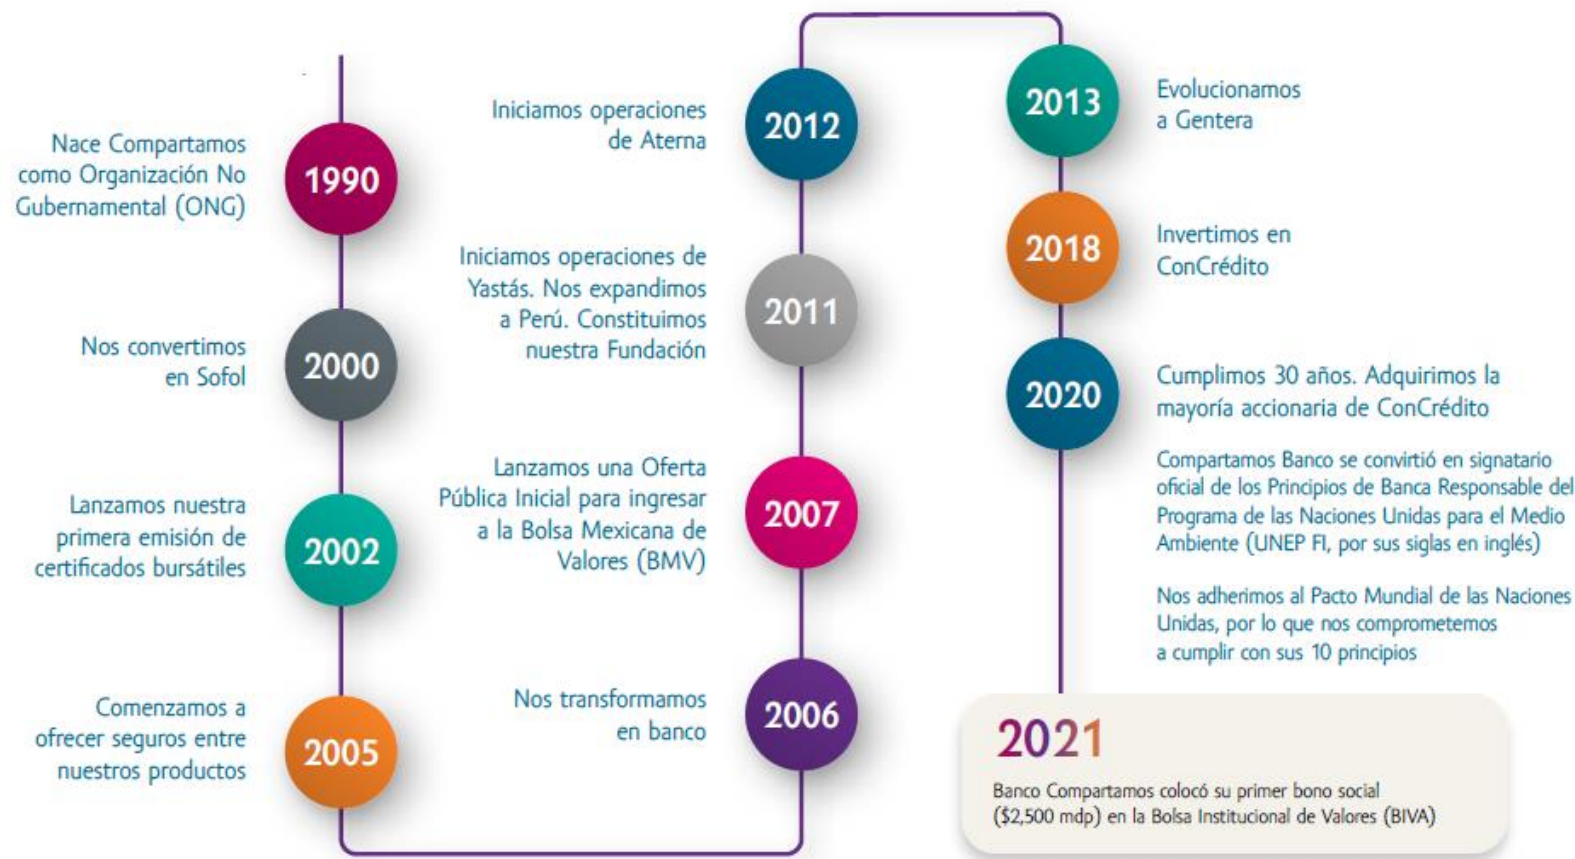 1990
Nace Compartamos
como Organización No
Gubernamental (ONG)
2000
Nos convertimos
en Sofol
2002
Lanzamos nuestra
primera emisión de
certificados bursátiles
2005
Comenzamos a
ofrecer seguros entre
nuestros productos
2006
Nos transformamos
en banco
2007
Lanzamos una Oferta
Pública Inicial para ingresar
a la Bolsa Mexicana de
Valores (BMV)
2011
Iniciamos operaciones de
Yastás. Nos expandimos
a Perú. Constituimos
nuestra Fundación
2012
Iniciamos operaciones
de Aterna
2013
Evolucionamos
a Gentera
2018
Invertimos en
ConCrédito
2020
Cumplimos 30 años. Adquirimos la
mayoría accionaria de ConCrédito
Compartamos Banco se convirtió en signatario
oficial de los Principios de Banca Responsable del
Programa de las Naciones Unidas para el Medio
Ambiente (UNEP FI, por sus siglas en inglés)
Nos adherimos al Pacto Mundial de las Naciones
Unidas, por lo que nos comprometemos
a cumplir con sus 10 principios
2021
Banco Compartamos colocó su primer bono social
($2,500 mdp) en la Bolsa Institucional de Valores (BIVA)